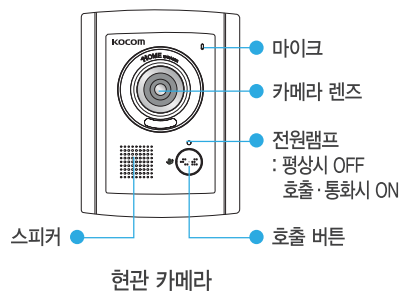 KOCOM
마이크
HOME
카메라 렌즈
전원램프
: 평상시 OFF
호출·통화시 ON
스피커
호출 버튼
현관 카메라